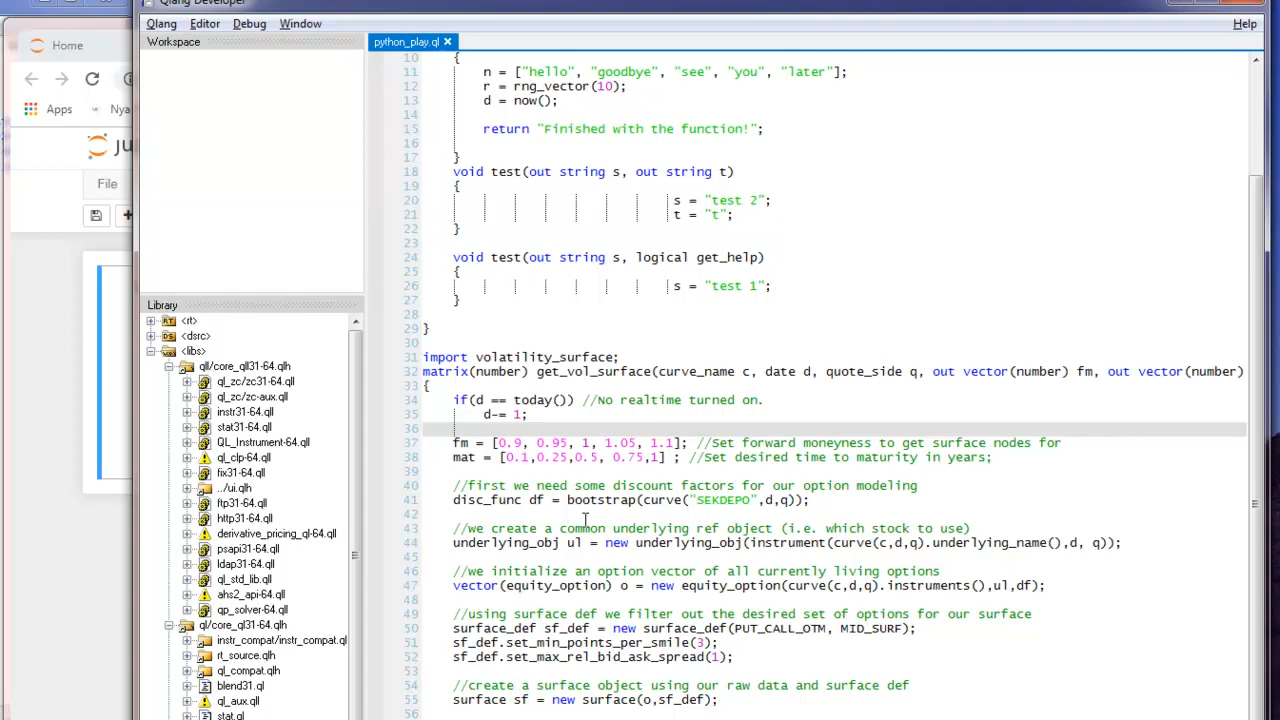 Qlang Developer
Qlang Editor Debug Window Help
Home
Workspace
python_play.ql
Apps
Nya
ju
File
10 {
11 n = ["hello", "goodbye", "see", "you", "later"];
12 r = rng_vector(10);
13 d = now();
14
15 return "Finished with the function!";
16
17 }
18 void test(out string s, out string t)
19 {
20 s = "test 2";
21 t = "t";
22 }
23
24 void test(out string s, logical get_help)
25 {
26 s = "test 1";
27 }
28
29 }
30
31 import volatility_surface;
32 matrix(number) get_vol_surface(curve_name c, date d, quote_side q, out vector(number) fm, out vector(number)
33 {
34 if(d == today()) //No realtime turned on.
35 d-= 1;
36
37 fm = [0.9, 0.95, 1, 1.05, 1.1]; //Set forward moneyness to get surface nodes for
38 mat = [0.1,0.25,0.5, 0.75,1] ; //Set desired time to maturity in years;
39
40 //first we need some discount factors for our option modeling
41 disc_func df = bootstrap(curve("SEKDEPO",d,q));
42
43 //we create a common underlying ref object (i.e. which stock to use)
44 underlying_obj ul = new underlying_obj(instrument(curve(c,d,q).underlying_name(),d, q));
45
46 //we initialize an option vector of all currently living options
47 vector(equity_option) o = new equity_option(curve(c,d,q).instruments(),ul,df);
48
49 //using surface def we filter out the desired set of options for our surface
50 surface_def sf_def = new surface_def(PUT_CALL_OTM, MID_SURF);
51 sf_def.set_min_points_per_smile(3);
52 sf_def.set_max_rel_bid_ask_spread(1);
53
54 //create a surface object using our raw data and surface def
55 surface sf = new surface(o,sf_def);
56
Library
<rt>
<dsrc>
<libs>
qll/core_qll31-64.qlh
ql_zc/zc31-64.qll
ql_zc/zc-aux.qll
instr31-64.qll
stat31-64.qll
QL_Instrument-64.qll
ql_clp-64.qll
fix31-64.qll
../ui.qlh
ftp31-64.qll
http31-64.qll
derivative_pricing_ql-64.qll
psapi31-64.qll
ldap31-64.qll
ql_std_lib.qll
ahs2_api-64.qll
qp_solver-64.qll
ql/core_ql31-64.qlh
instr_compat/instr_compat.ql
rt_source.qlh
ql_compat.qlh
blend31.ql
ql_aux.qll
stat.ql